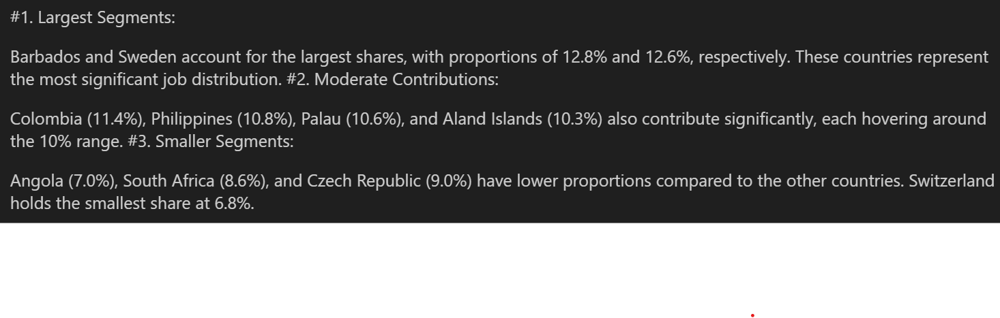 #1. Largest Segments:
Barbados and Sweden account for the largest shares, with proportions of 12.8% and 12.6%, respectively. These countries represent
the most significant job distribution. #2. Moderate Contributions:
Colombia (11.4%), Philippines (10.8%), Palau (10.6%), and Aland Islands (10.3%) also contribute significantly, each hovering around
the 10% range. #3. Smaller Segments:
Angola (7.0%), South Africa (8.6%), and Czech Republic (9.0%) have lower proportions compared to the other countries. Switzerland
holds the smallest share at 6.8%.